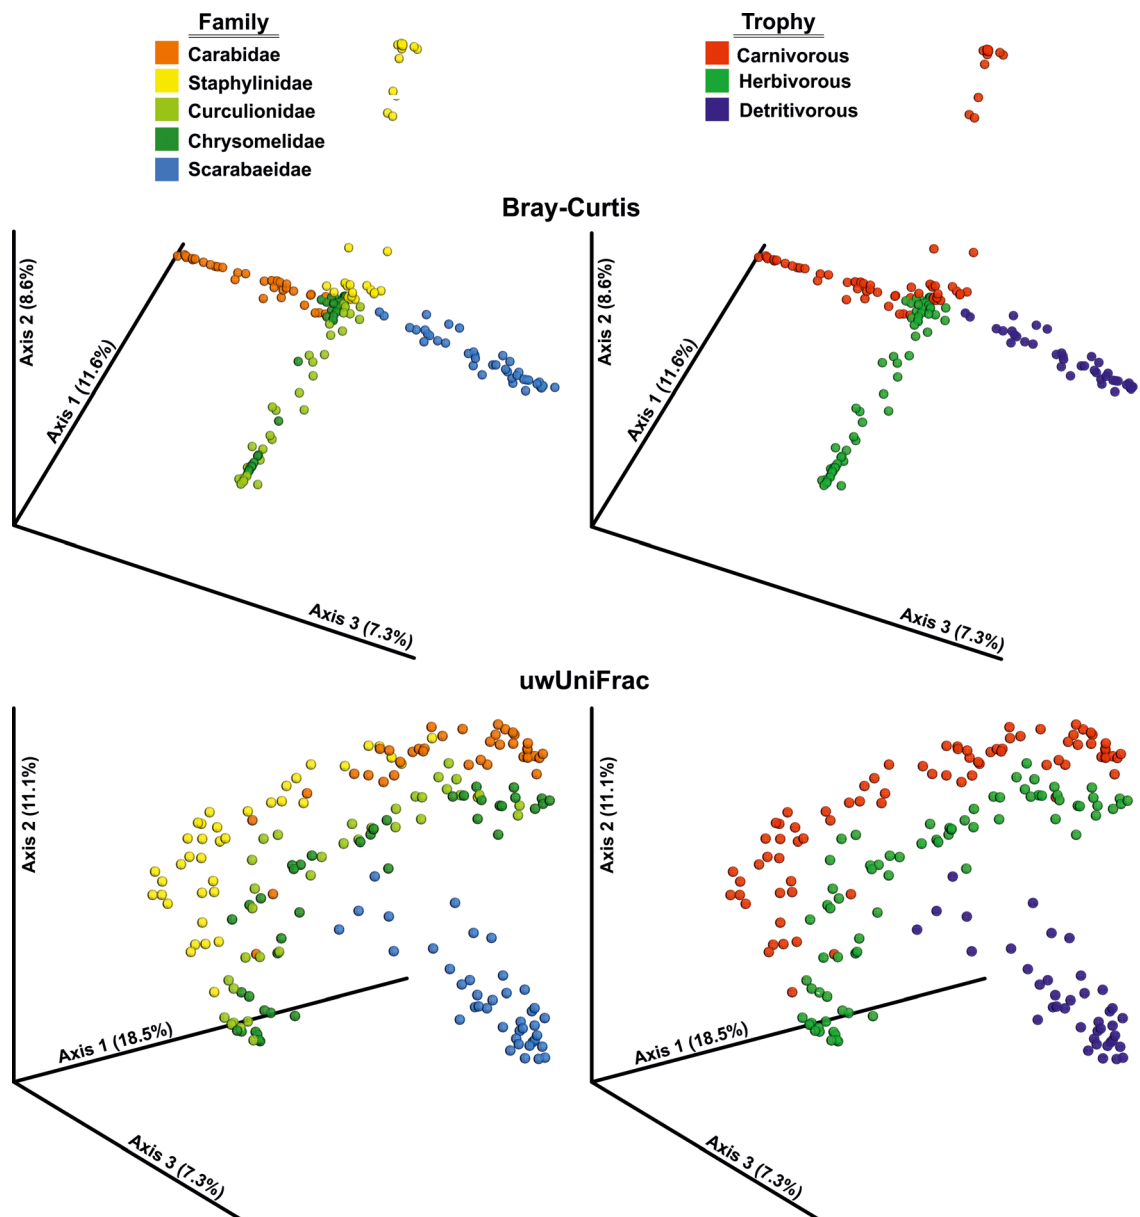 Family
Carabidae
Staphylinidae
Curculionidae
Chrysomelidae
Scarabaeidae
Trophy
Carnivorous
Herbivorous
Detritivorous
Bray-Curtis
Axis 2 (8.6%)
Axis 1 (11.6%)
Axis 3 (7.3%)
Axis 2 (8.6%)
Axis 1 (11.6%)
Axis 3 (7.3%)
uwUniFrac
Axis 2 (11.1%)
Axis 1 (18.5%)
Axis 3 (7.3%)
Axis 2 (11.1%)
Axis 1 (18.5%)
Axis 3 (7.3%)